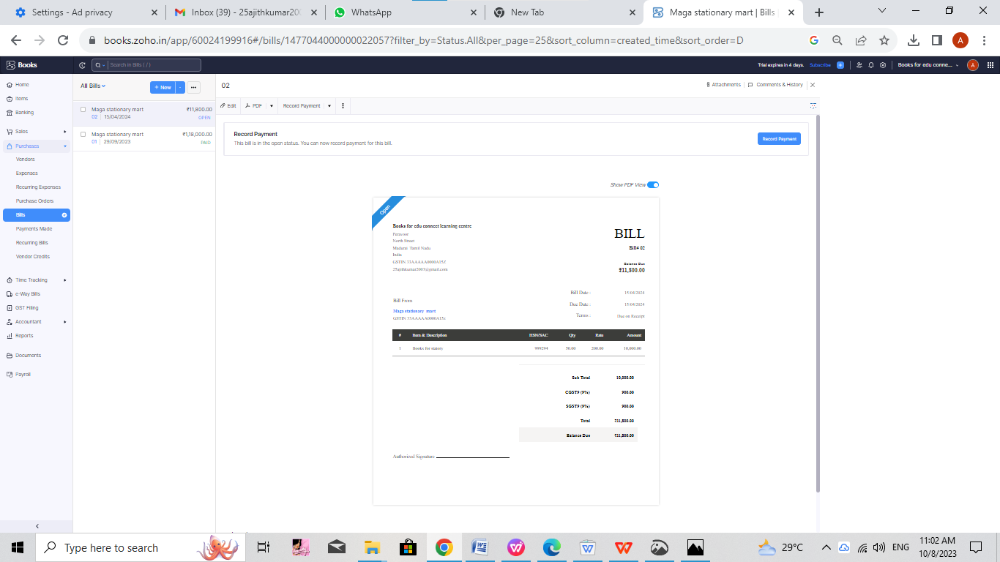 Settings - Ad privacy
Inbox (39) - 25ajithkumar200
WhatsApp
New Tab
Maga stationary mart | Bills
books.zoho.in/app/60024199916#/bills/1477044000000022057?filter_by=Status.All&per_page=25&sort_column=created_time&sort_order=D
A
Books
Search in Bills ( / )
Trial expires in 4 days.
Subscribe
Books for edu conne...
A
Home
Items
Banking
Sales
Purchases
Vendors
Expenses
Recurring Expenses
Purchase Orders
Bills
Payments Made
Recurring Bills
Vendor Credits
Time Tracking
e-Way Bills
GST Filing
Accountant
Reports
Documents
Payroll
All Bills
+ New
Maga stationary mart ₹11,800.00
02 | 15/04/2024 OPEN
Maga stationary mart ₹1,18,000.00
01 | 29/09/2023 PAID
02
Attachments
Comments & History
Edit
PDF
Record Payment
Record Payment
This bill is in the open status. You can now record payment for this bill.
Record Payment
Show PDF View
Open
Books for edu connect learning centre
North Street
Madurai Tamil Nadu
India
GSTIN 33AAAAA0000A15Z
25ajithkumar2003@gmail.com
BILL
Bill# 02
Balance Due
₹11,800.00
Bill Date : 15/04/2024
Due Date : 15/04/2024
Terms : Due on Receipt
Bill From
Maga stationary mart
GSTIN 33AAAAA0000A15z
# Item & Description HSN/SAC Qty Rate Amount
1 Books for statory 999294 50.00 200.00 10,000.00
Sub Total 10,000.00
CGST9 (9%) 900.00
SGST9 (9%) 900.00
Total ₹11,800.00
Balance Due ₹11,800.00
Authorized Signature
Type here to search
29°C
ENG
11:02 AM
10/8/2023